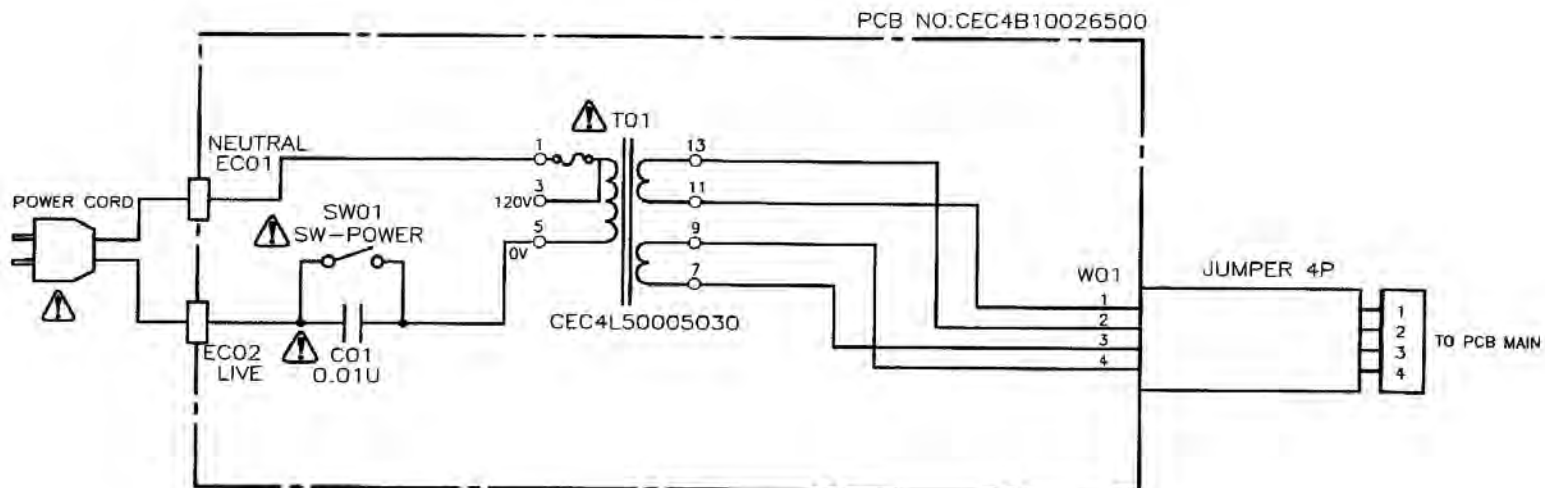 PCB NO.CEC4B10026500
T01
NEUTRAL
EC01
1
13
POWER CORD
3
11
120V
SW01
SW-POWER
5
9
0V
7
W01
JUMPER 4P
CEC4L50005030
1
2
3
4
1
2
3
4
TO PCB MAIN
EC02
LIVE
C01
0.01U